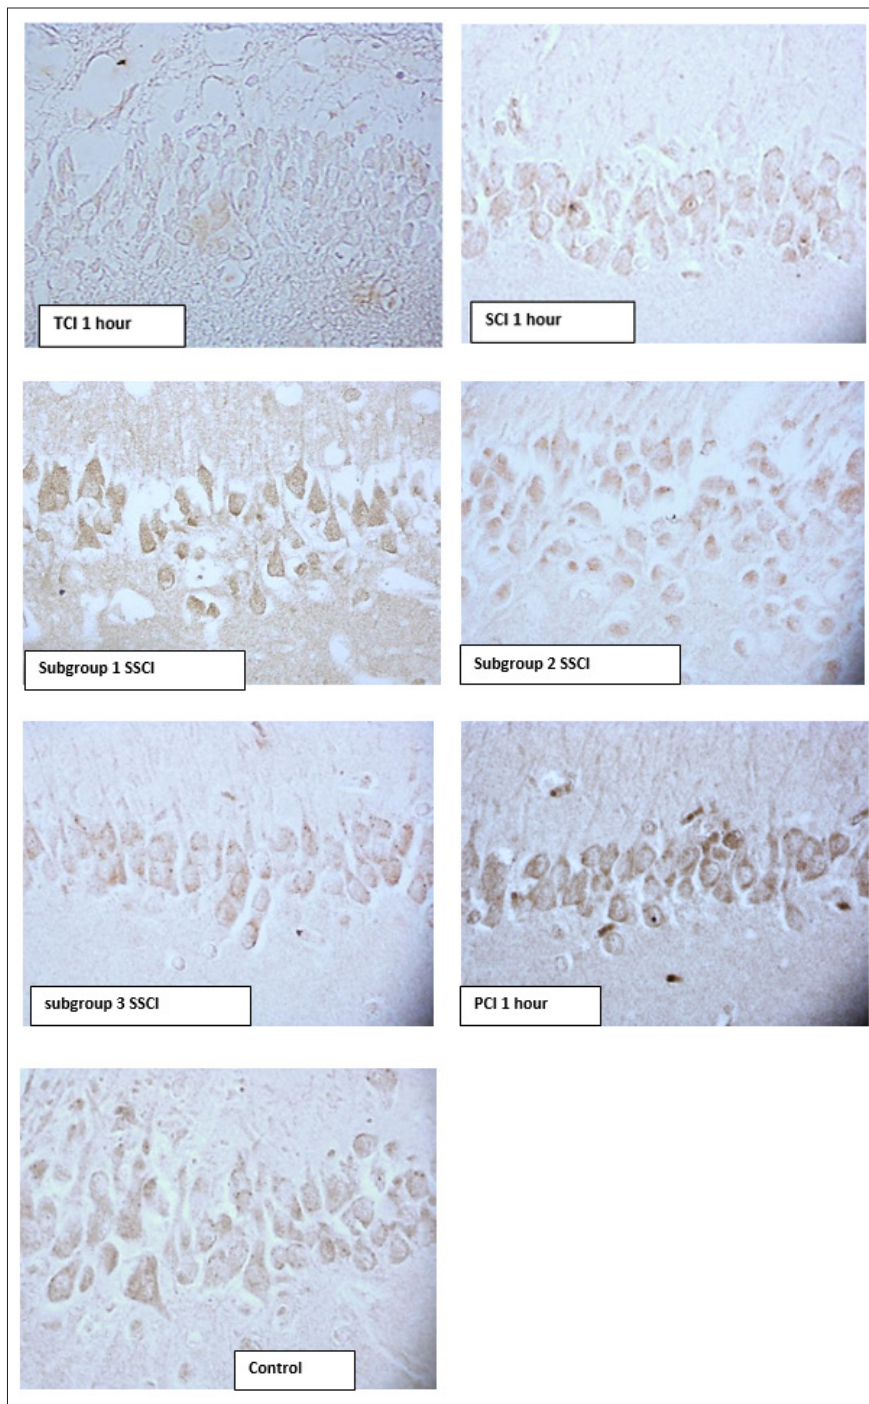 TCI 1 hour
SCI 1 hour
Subgroup 1 SSCI
Subgroup 2 SSCI
subgroup 3 SSCI
PCI 1 hour
Control